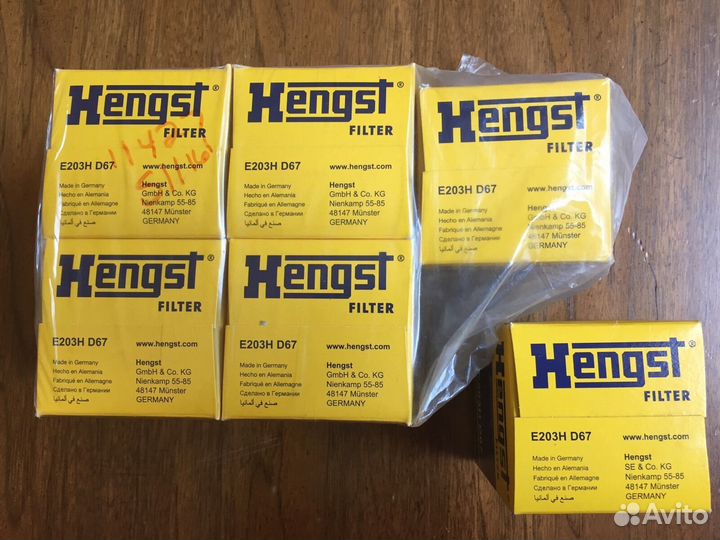 Hengst®
FILTER
E203H D67 www.hengst.com
Made in Germany
Hecho en Alemania
Fabriqué en Allemagne
Сделано в Германии
صنع في ألمانيا
Hengst
GmbH & Co. KG
Nienkamp 55-85
48147 Münster
GERMANY
Hengst®
FILTER
E203H D67 www.hengst.com
Made in Germany
Hecho en Alemania
Fabriqué en Allemagne
Сделано в Германии
صنع في ألمانيا
Hengst
GmbH & Co. KG
Nienkamp 55-85
48147 Münster
GERMANY
Hengst®
FILTER
E203H D67 www.hengst.com
Made in Germany
Hecho en Alemania
Fabriqué en Allemagne
Сделано в Германии
صنع في ألمانيا
Hengst
GmbH & Co. KG
Nienkamp 55-85
48147 Münster
GERMANY
Hengst®
FILTER
E203H D67 www.hengst.com
Made in Germany
Hecho en Alemania
Fabriqué en Allemagne
Сделано в Германии
صنع في ألمانيا
Hengst
GmbH & Co. KG
Nienkamp 55-85
48147 Münster
GERMANY
Hengst®
FILTER
E203H D67 www.hengst.com
Made in Germany
Hecho en Alemania
Fabriqué en Allemagne
Сделано в Германии
صنع في ألمانيا
Hengst
GmbH & Co. KG
Nienkamp 55-85
48147 Münster
GERMANY
Hengst®
FILTER
E203H D67 www.hengst.com
Made in Germany
Hecho en Alemania
Fabriqué en Allemagne
Сделано в Германии
صنع في ألمانيا
Hengst
SE & Co. KG
Nienkamp 55-85
48147 Münster
GERMANY
Avito